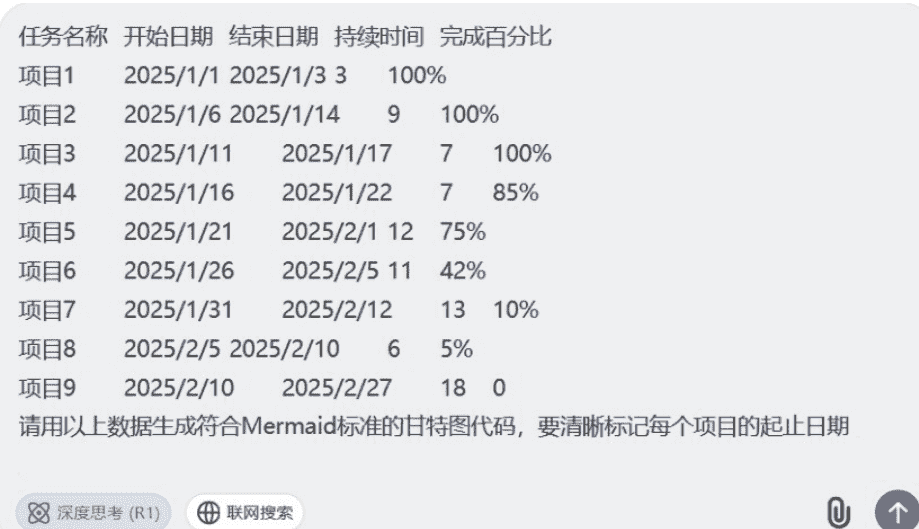 任务名称 开始日期 结束日期 持续时间 完成百分比
项目1 2025/1/1 2025/1/3 3 100%
项目2 2025/1/6 2025/1/14 9 100%
项目3 2025/1/11 2025/1/17 7 100%
项目4 2025/1/16 2025/1/22 7 85%
项目5 2025/1/21 2025/2/1 12 75%
项目6 2025/1/26 2025/2/5 11 42%
项目7 2025/1/31 2025/2/12 13 10%
项目8 2025/2/5 2025/2/10 6 5%
项目9 2025/2/10 2025/2/27 18 0
请用以上数据生成符合Mermaid标准的甘特图代码，要清晰标记每个项目的起止日期
深度思考 (R1) 联网搜索